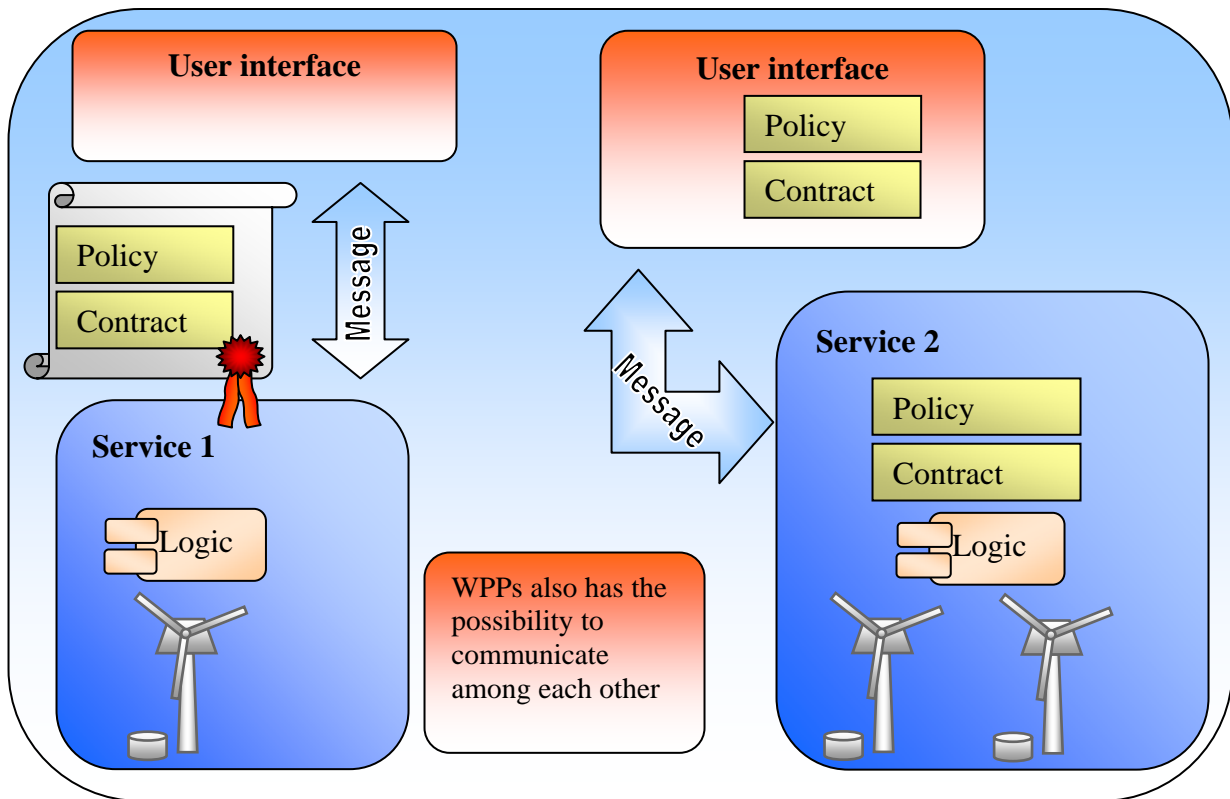 User interface
Policy
Contract
Message
Service 1
Logic
WPPs also has the
possibility to
communicate
among each other
User interface
Policy
Contract
Message
Service 2
Policy
Contract
Logic